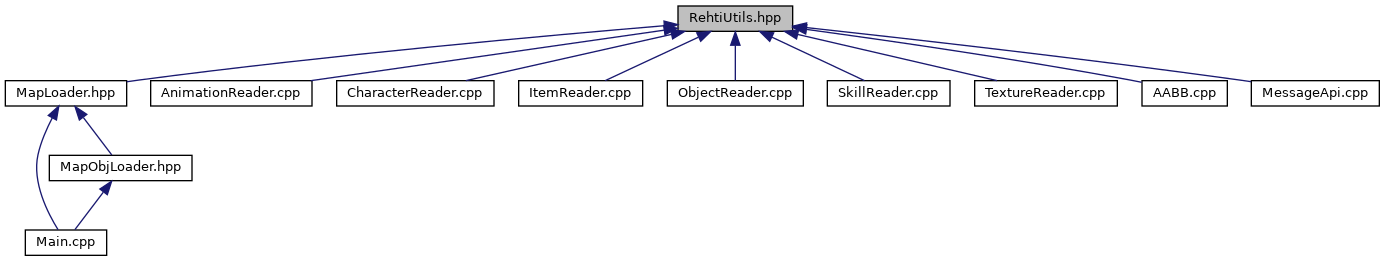 RehtiUtils.hpp
MapLoader.hpp
AnimationReader.cpp
CharacterReader.cpp
ItemReader.cpp
ObjectReader.cpp
SkillReader.cpp
TextureReader.cpp
AABB.cpp
MessageApi.cpp
MapObjLoader.hpp
Main.cpp